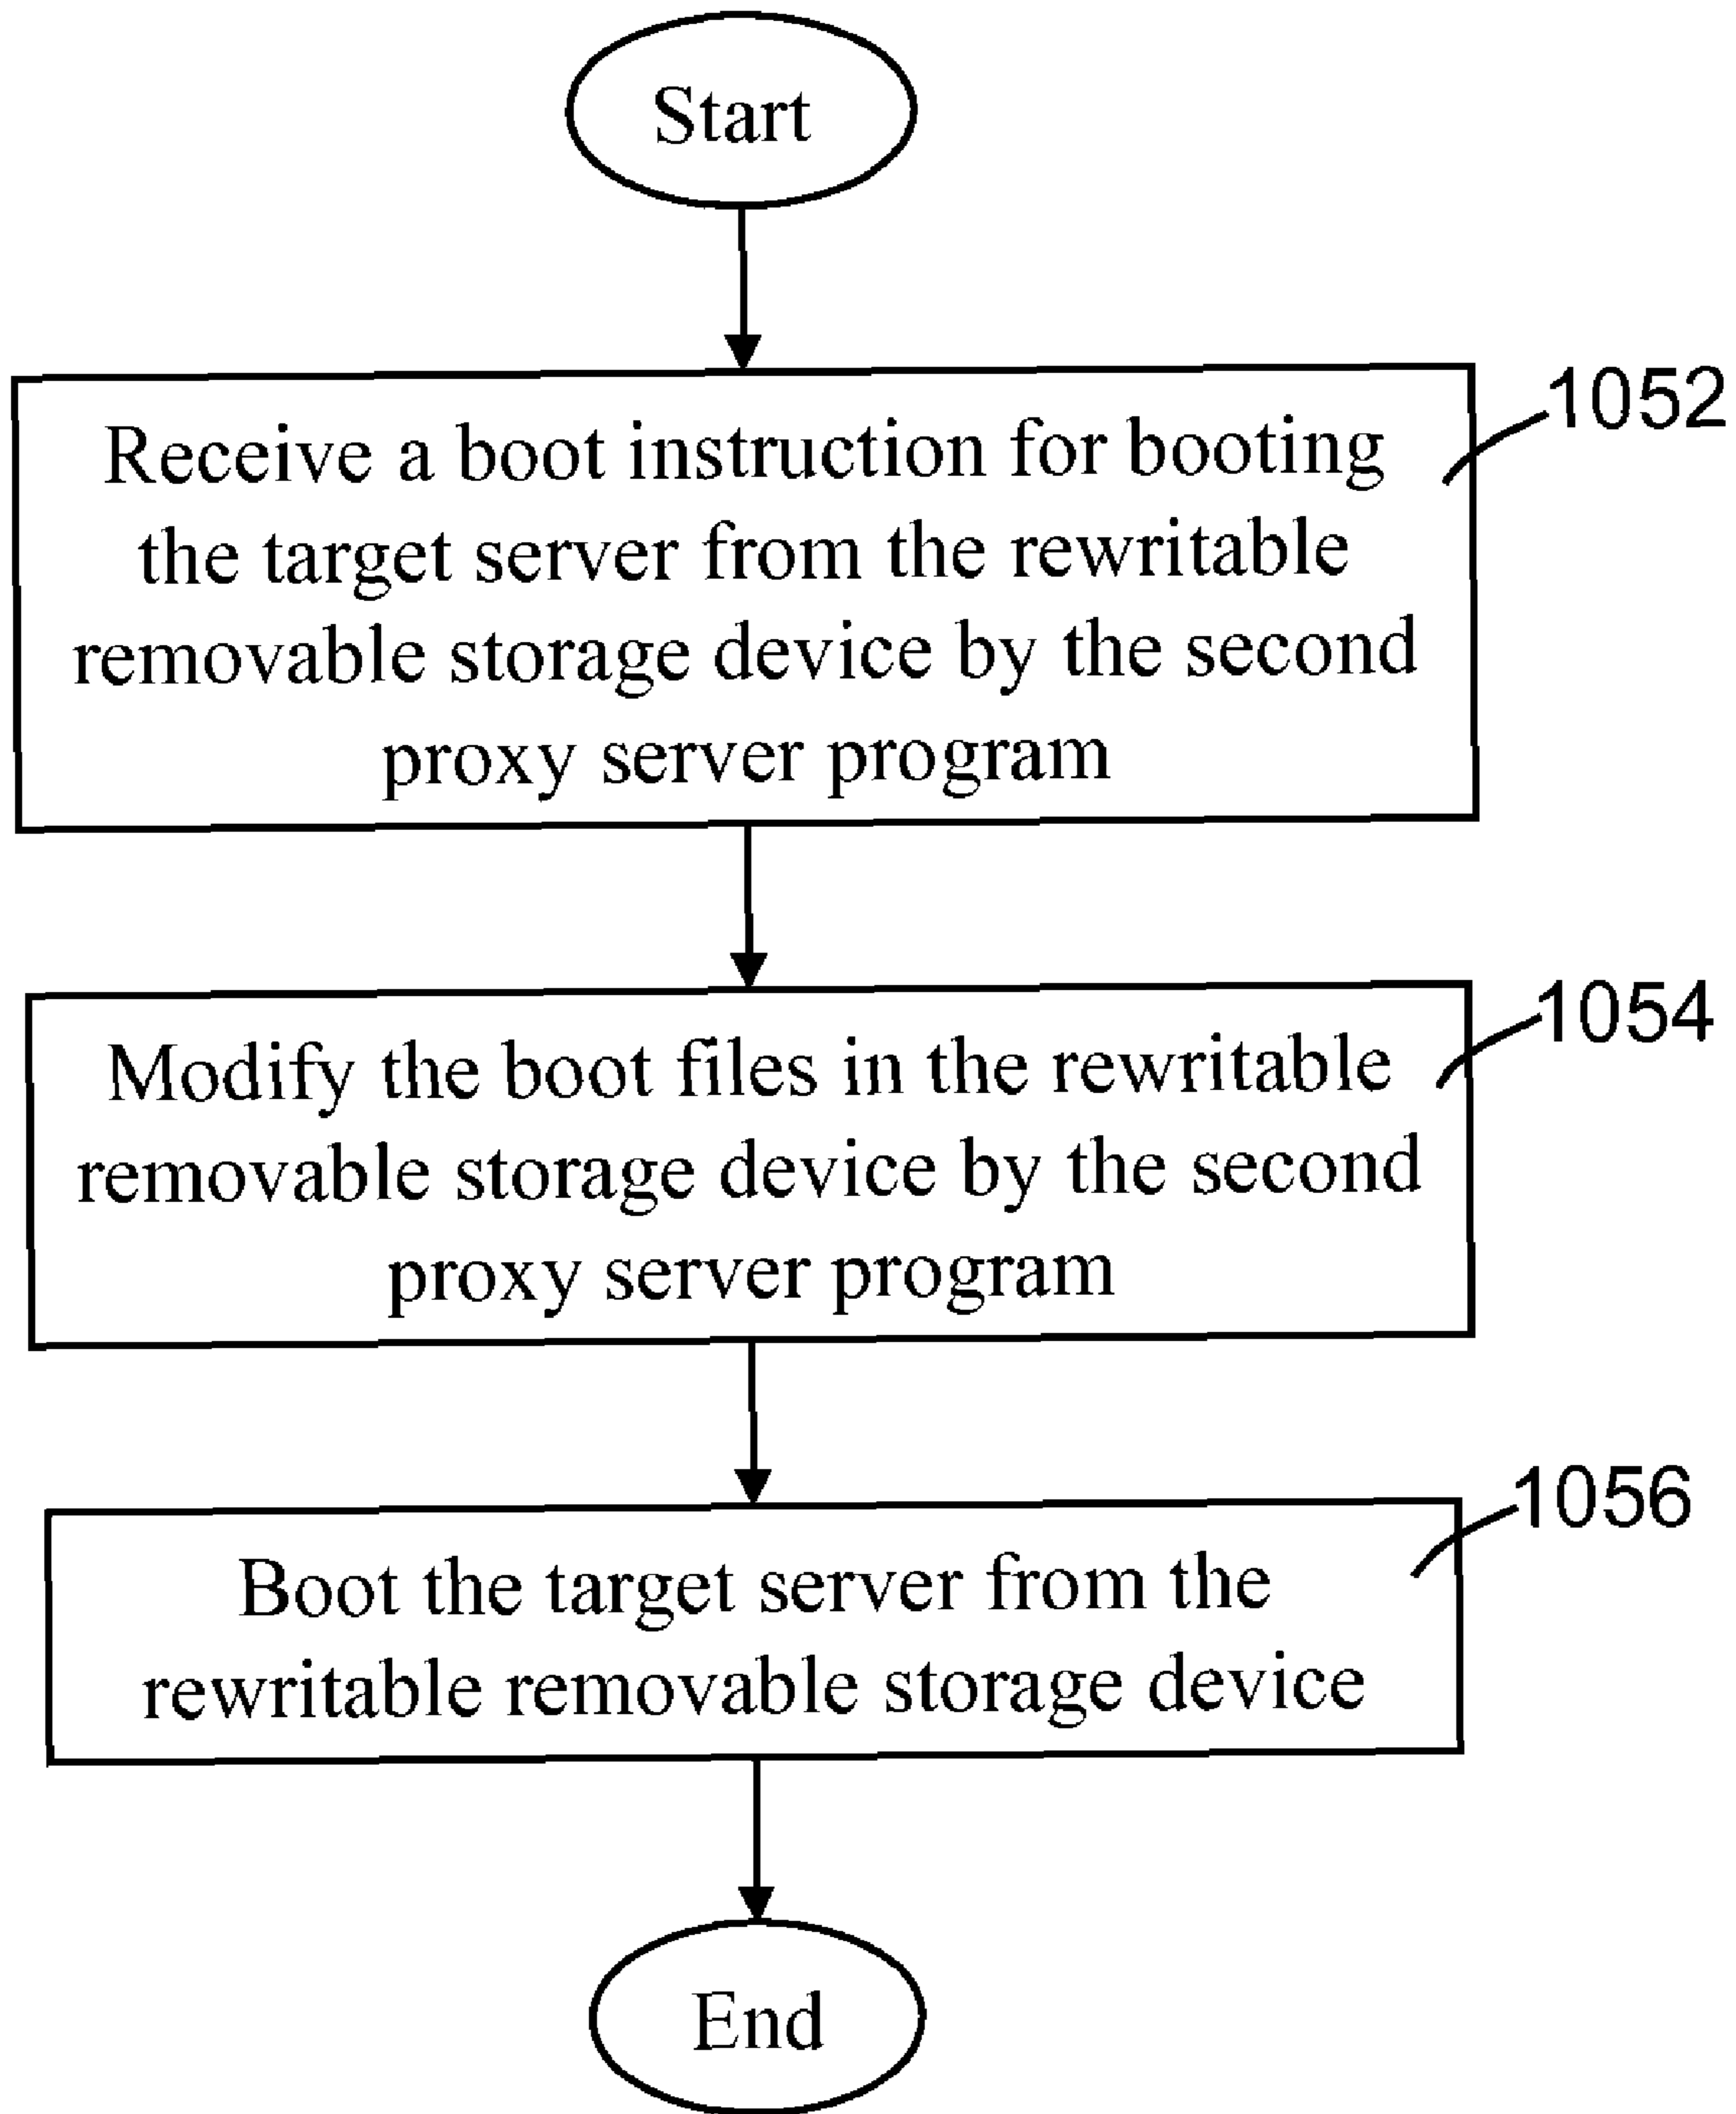 Start
1052
Receive a boot instruction for booting
the target server from the rewritable
removable storage device by the second
proxy server program
1054
Modify the boot files in the rewritable
removable storage device by the second
proxy server program
1056
Boot the target server from the
rewritable removable storage device
End